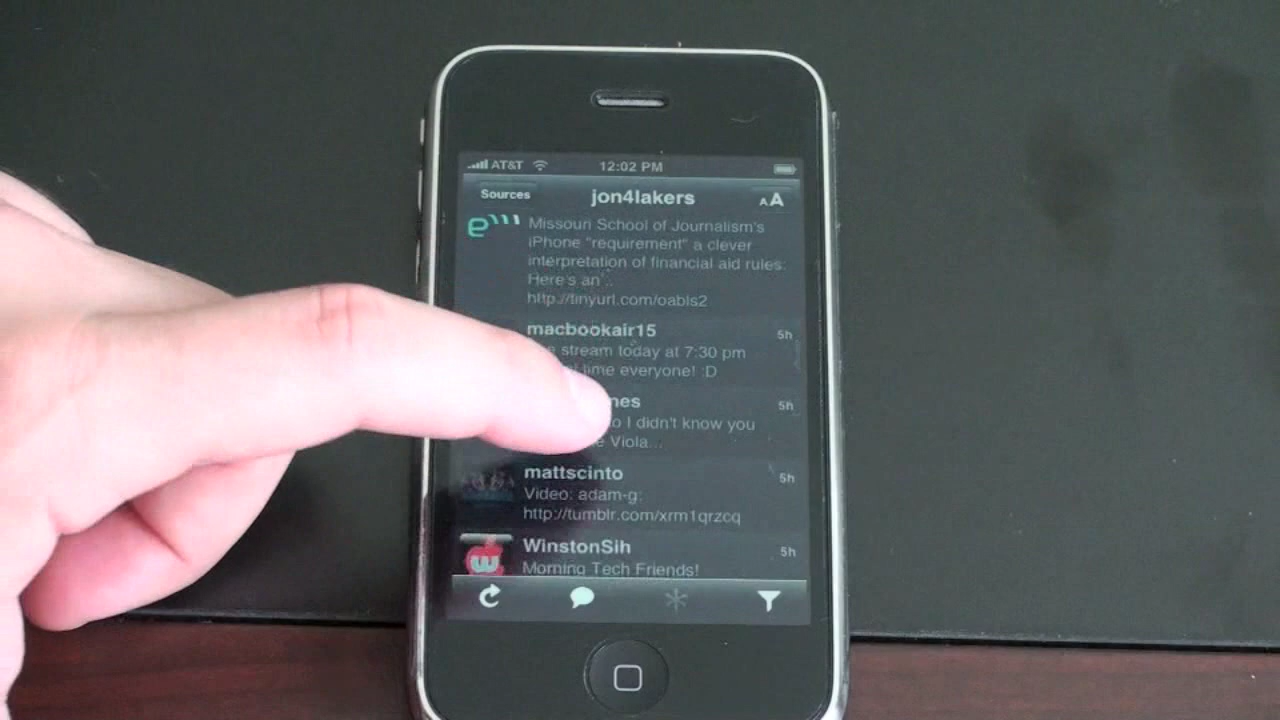 AT&T 12:02 PM
Sources jon4lakers AA
Missouri School of Journalism's
iPhone "requirement" a clever
interpretation of financial aid rules.
Here's an ...
http://tinyurl.com/oabls2
macbookair15 5h
stream today at 7:30 pm
time everyone! :D
5h
I didn't know you
Viola...
mattscinto 5h
Video: adam-g:
http://tumblr.com/xrm1qrzcq
WinstonSih 5h
w Morning Tech Friends!